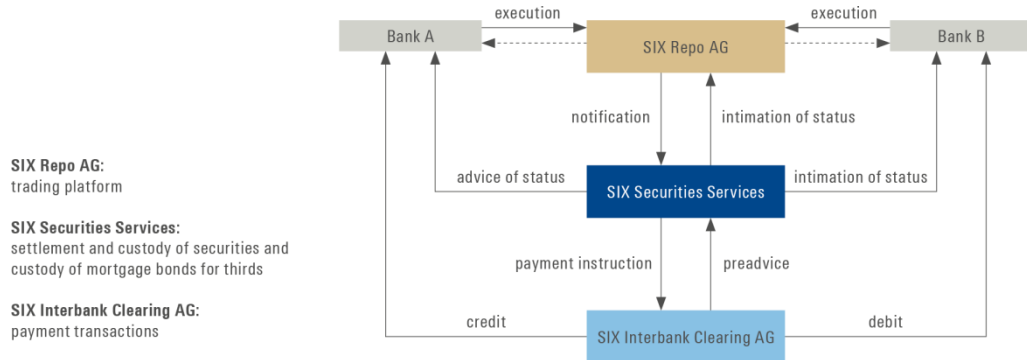 execution
execution
Bank A
SIX Repo AG
Bank B
notification
intimation of status
SIX Repo AG:
trading platform
advice of status
SIX Securities Services
intimation of status
SIX Securities Services:
settlement and custody of securities and
custody of mortgage bonds for thirds
payment instruction
preadvice
SIX Interbank Clearing AG:
payment transactions
credit
SIX Interbank Clearing AG
debit